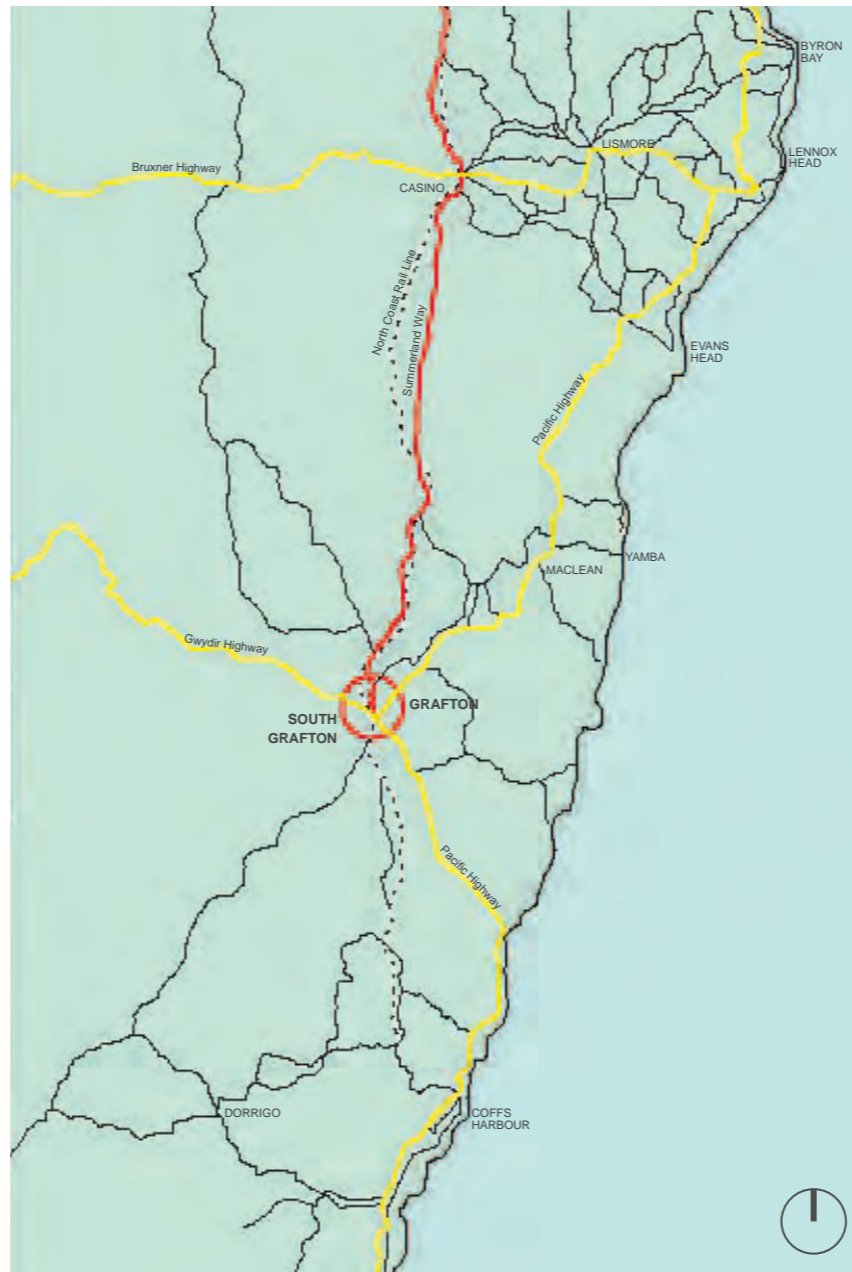 BYRON
BAY
LISMORE
LENNOX
HEAD
Bruxner Highway
CASINO
North Coast Rail Line
Summerland Way
EVANS
HEAD
Pacific Highway
YAMBA
MACLEAN
Gwydir Highway
GRAFTON
SOUTH
GRAFTON
Pacific Highway
DORRIGO
COFFS
HARBOUR